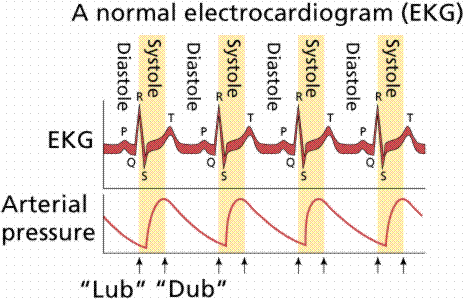 A normal electrocardiogram (EKG)
Diastole Systole Diastole Systole Diastole Systole Diastole Systole
R R R R
P T P T P T P T
EKG
Q Q Q Q
S S S S
Arterial
pressure
“Lub” “Dub”